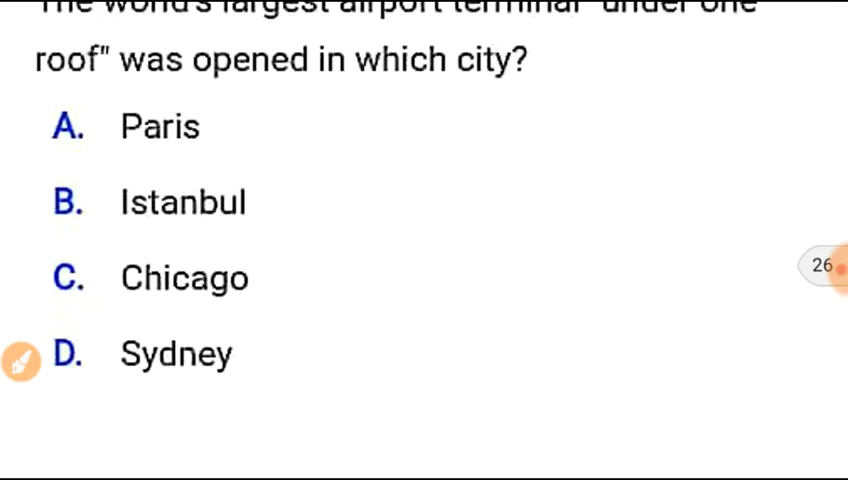 The world's largest airport terminal "under one
roof" was opened in which city?
A. Paris
B. Istanbul
C. Chicago
D. Sydney
26